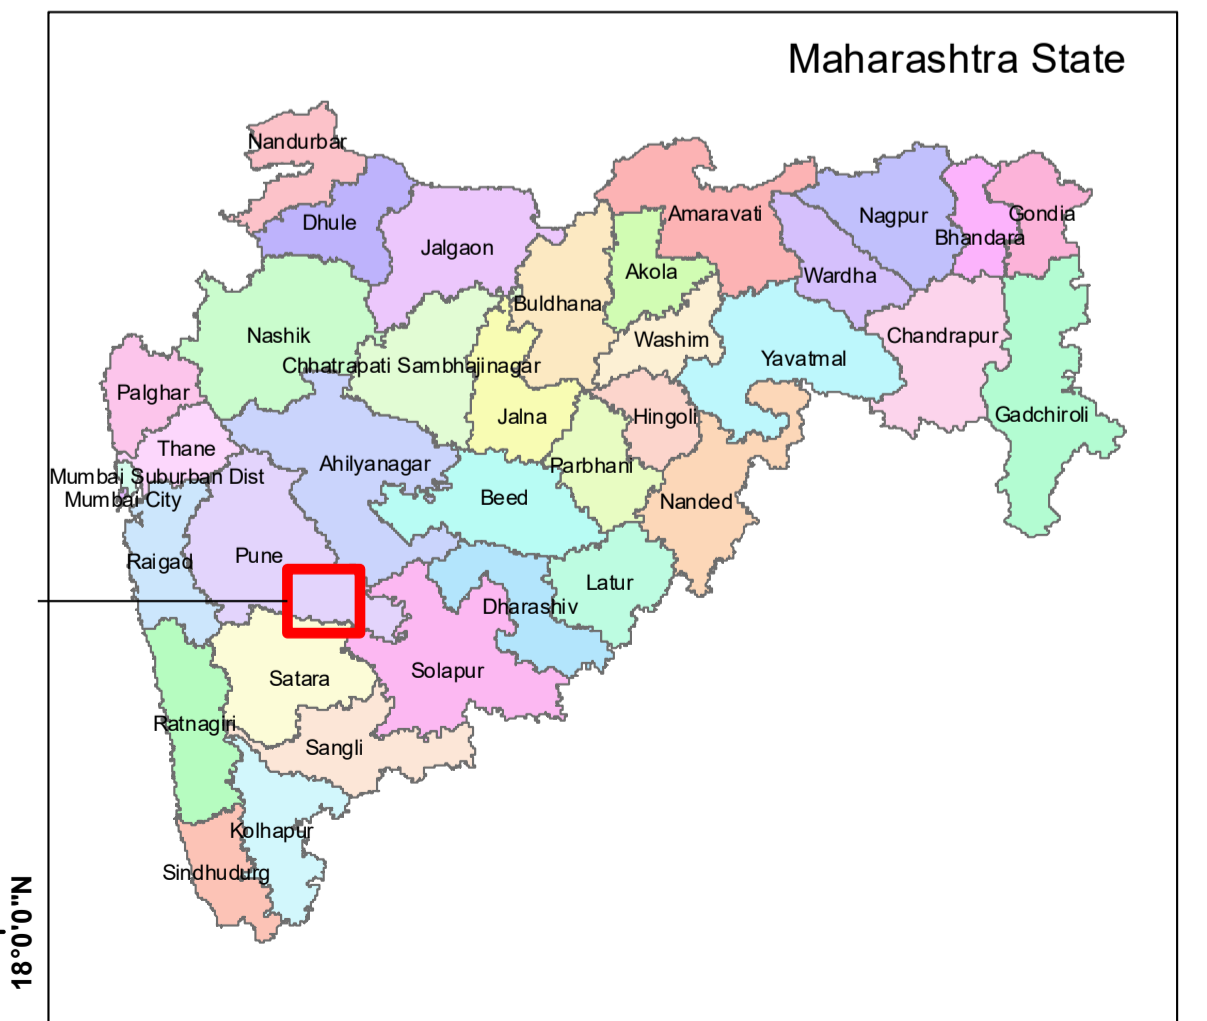 Maharashtra State
Nandurbar
Dhule
Jalgaon
Amaravati
Nagpur
Gondia
Bhandara
Akola
Wardha
Buldhana
Nashik
Washim
Chandrapur
Chhatrapati Sambhajinagar
Yavatmal
Palghar
Jalna
Hingoli
Gadchiroli
Thane
Ahilyanagar
Parbhani
Mumbai Suburban Dist
Mumbai City
Beed
Nanded
Raigad
Pune
Latur
Dharashiv
Satara
Solapur
Ratnagiri
Sangli
Kolhapur
Sindhudurg
18°0'0"N